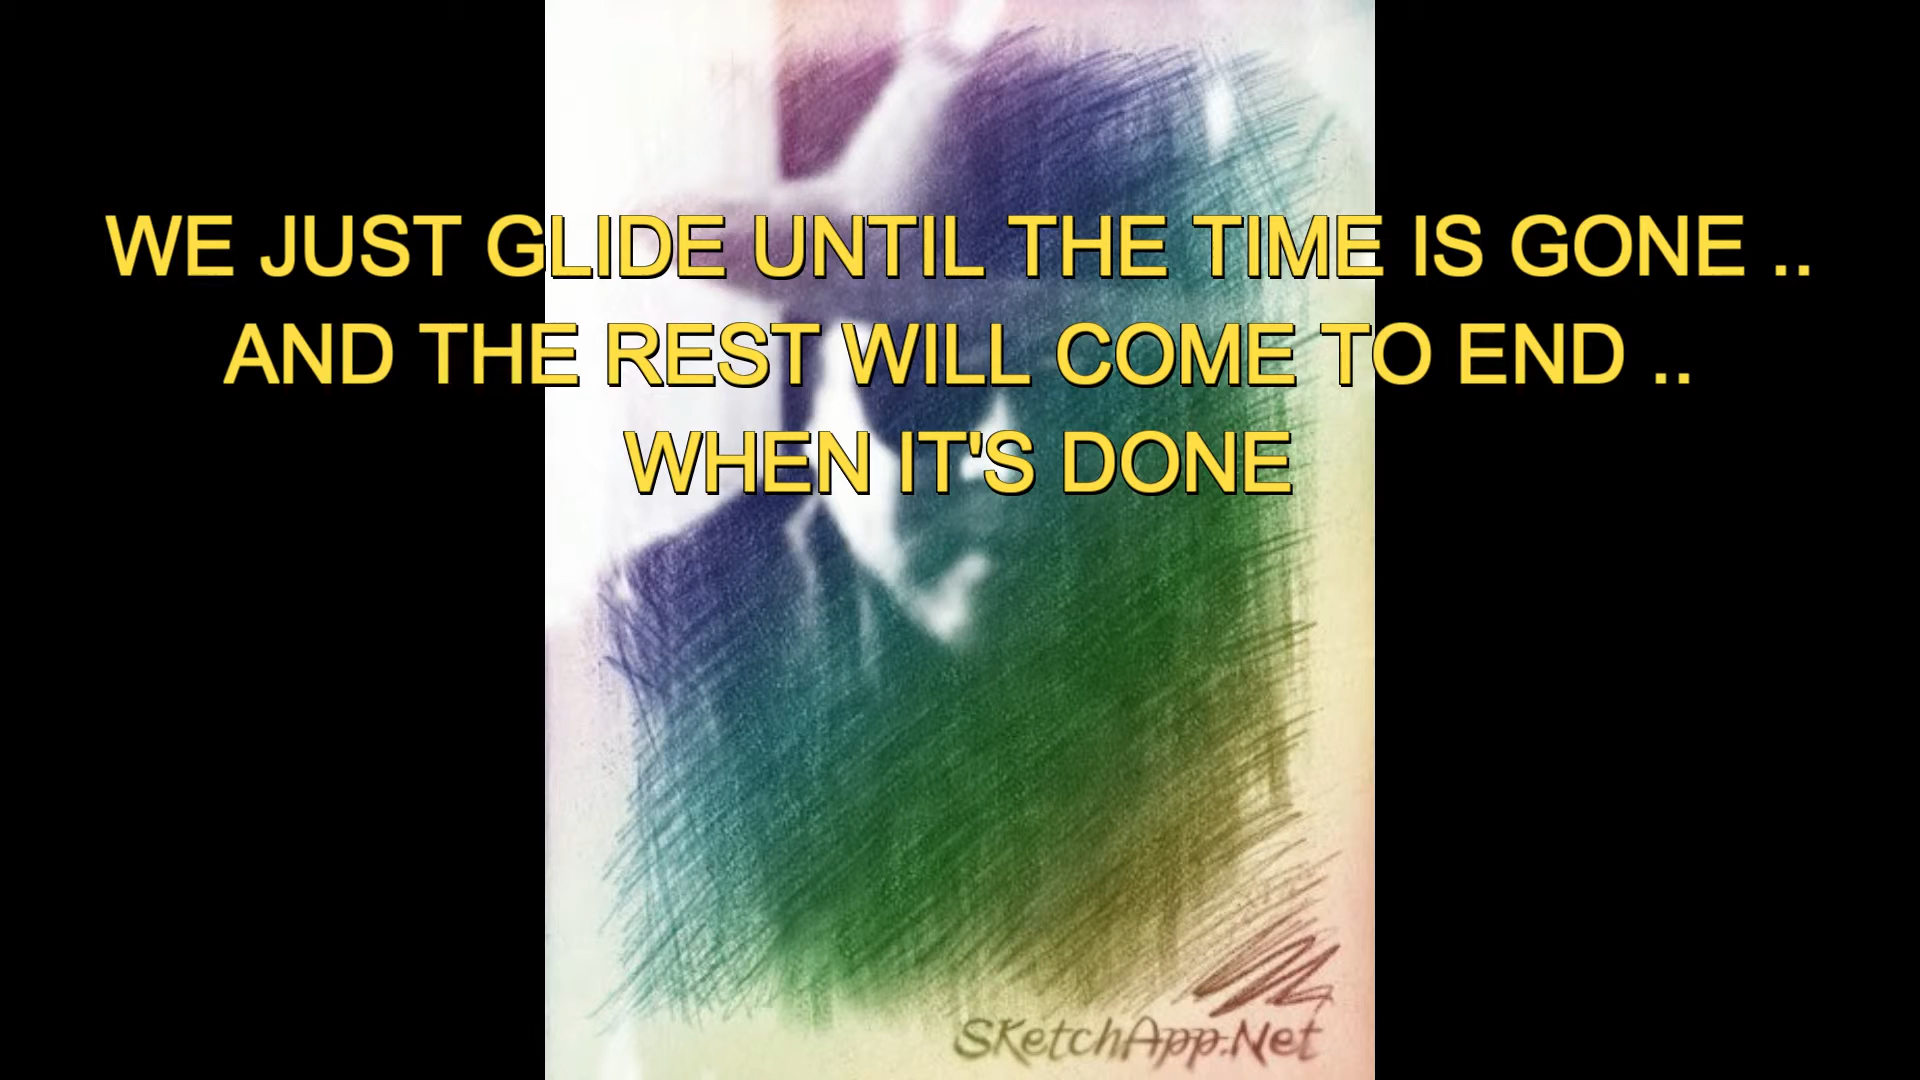 WE JUST GLIDE UNTIL THE TIME IS GONE ..
AND THE REST WILL COME TO END ..
WHEN IT'S DONE
SKetchApp.Net